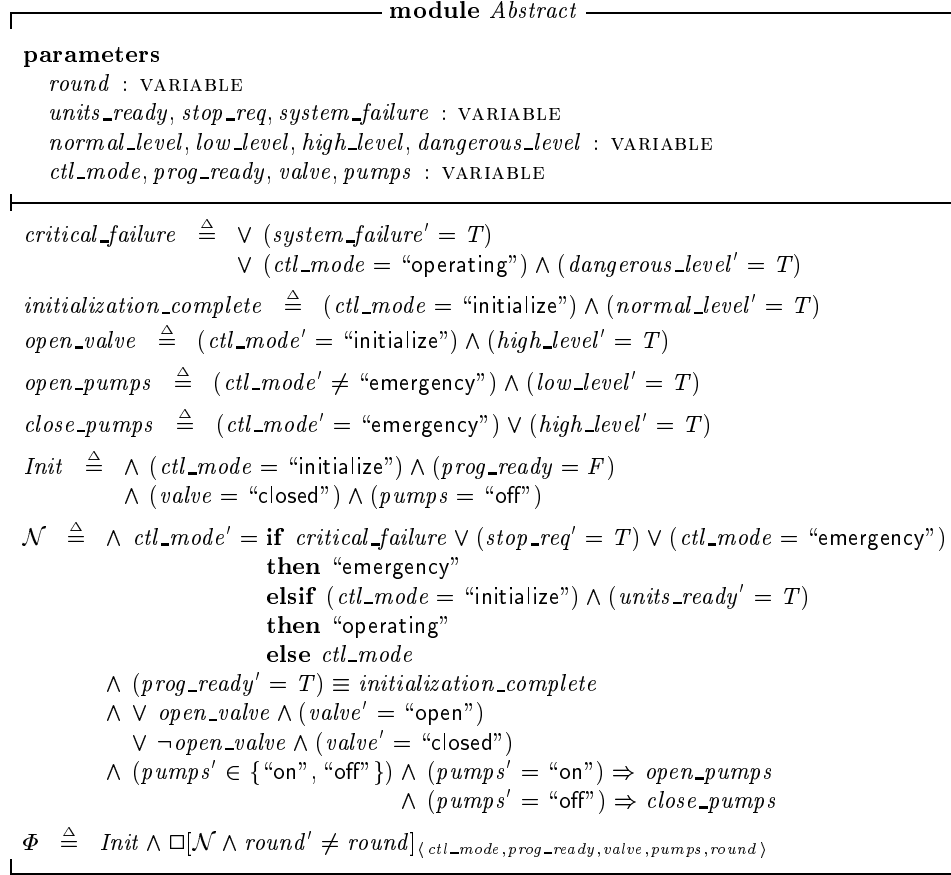 module Abstract
parameters
round : VARIABLE
units_ready, stop_req, system_failure : VARIABLE
normal_level, low_level, high_level, dangerous_level : VARIABLE
ctl_mode, prog_ready, valve, pumps : VARIABLE
critical_failure ≜ ∨ (system_failure′ = T)
∨ (ctl_mode = “operating”) ∧ (dangerous_level′ = T)
initialization_complete ≜ (ctl_mode = “initialize”) ∧ (normal_level′ = T)
open_valve ≜ (ctl_mode′ = “initialize”) ∧ (high_level′ = T)
open_pumps ≜ (ctl_mode′ ≠ “emergency”) ∧ (low_level′ = T)
close_pumps ≜ (ctl_mode′ = “emergency”) ∨ (high_level′ = T)
Init ≜ ∧ (ctl_mode = “initialize”) ∧ (prog_ready = F)
∧ (valve = “closed”) ∧ (pumps = “off”)
𝒩 ≜ ∧ ctl_mode′ = if critical_failure ∨ (stop_req′ = T) ∨ (ctl_mode = “emergency”)
then “emergency”
elsif (ctl_mode = “initialize”) ∧ (units_ready′ = T)
then “operating”
else ctl_mode
∧ (prog_ready′ = T) ≡ initialization_complete
∧ ∨ open_valve ∧ (valve′ = “open”)
∨ ¬open_valve ∧ (valve′ = “closed”)
∧ (pumps′ ∈ {“on”, “off”}) ∧ (pumps′ = “on”) ⇒ open_pumps
∧ (pumps′ = “off”) ⇒ close_pumps
Φ ≜ Init ∧ □[𝒩 ∧ round′ ≠ round]⟨ ctl_mode, prog_ready, valve, pumps, round ⟩